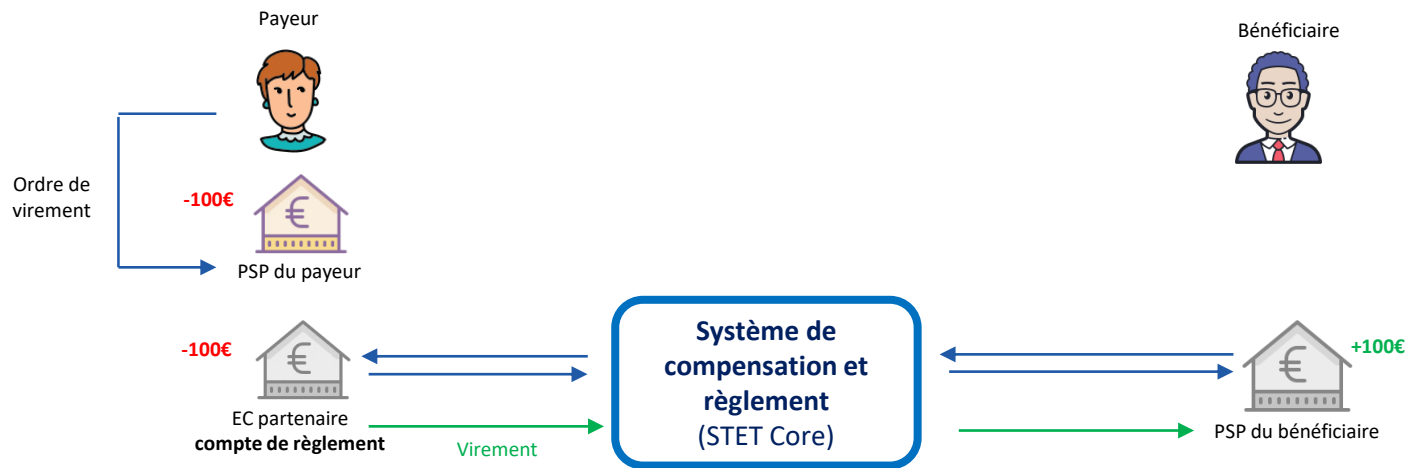 Payeur
Bénéficiaire
Ordre de
virement
-100€
€
PSP du payeur
-100€
€
EC partenaire
compte de règlement
Virement
Système de
compensation et
règlement
(STET Core)
€
+100€
PSP du bénéficiaire